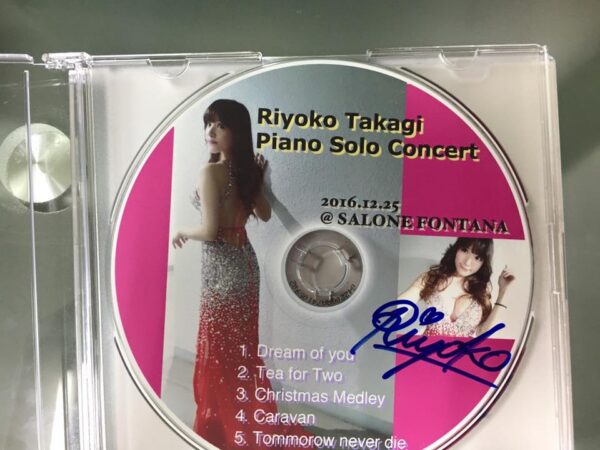 Riyoko Takagi
Piano Solo Concert
2016.12.25
@ SALONE FONTANA
Riyoko
1. Dream of you
2. Tea for Two
3. Christmas Medley
4. Caravan
5. Tommorow never die